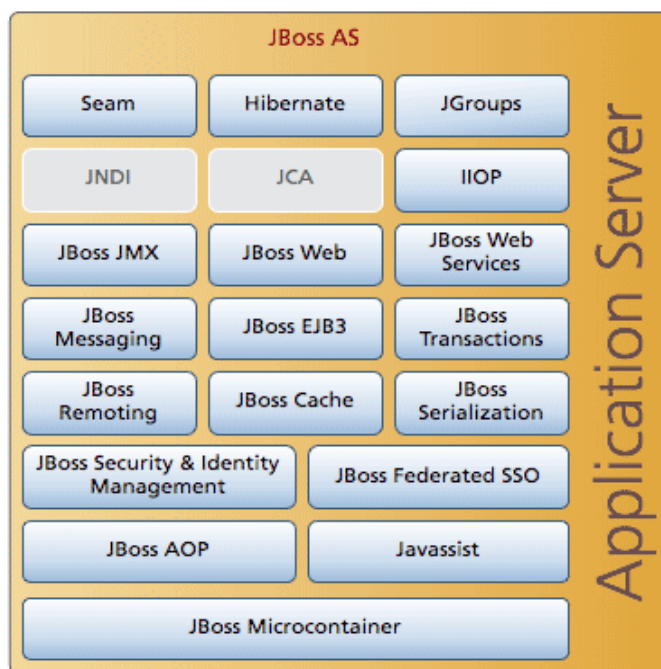 JBoss AS
Seam
Hibernate
JGroups
JNDI
JCA
IIOP
JBoss JMX
JBoss Web
JBoss Web
Services
JBoss
Messaging
JBoss EJB3
JBoss
Transactions
JBoss
Remoting
JBoss Cache
JBoss
Serialization
JBoss Security & Identity
Management
JBoss Federated SSO
JBoss AOP
Javassist
JBoss Microcontainer
Application Server